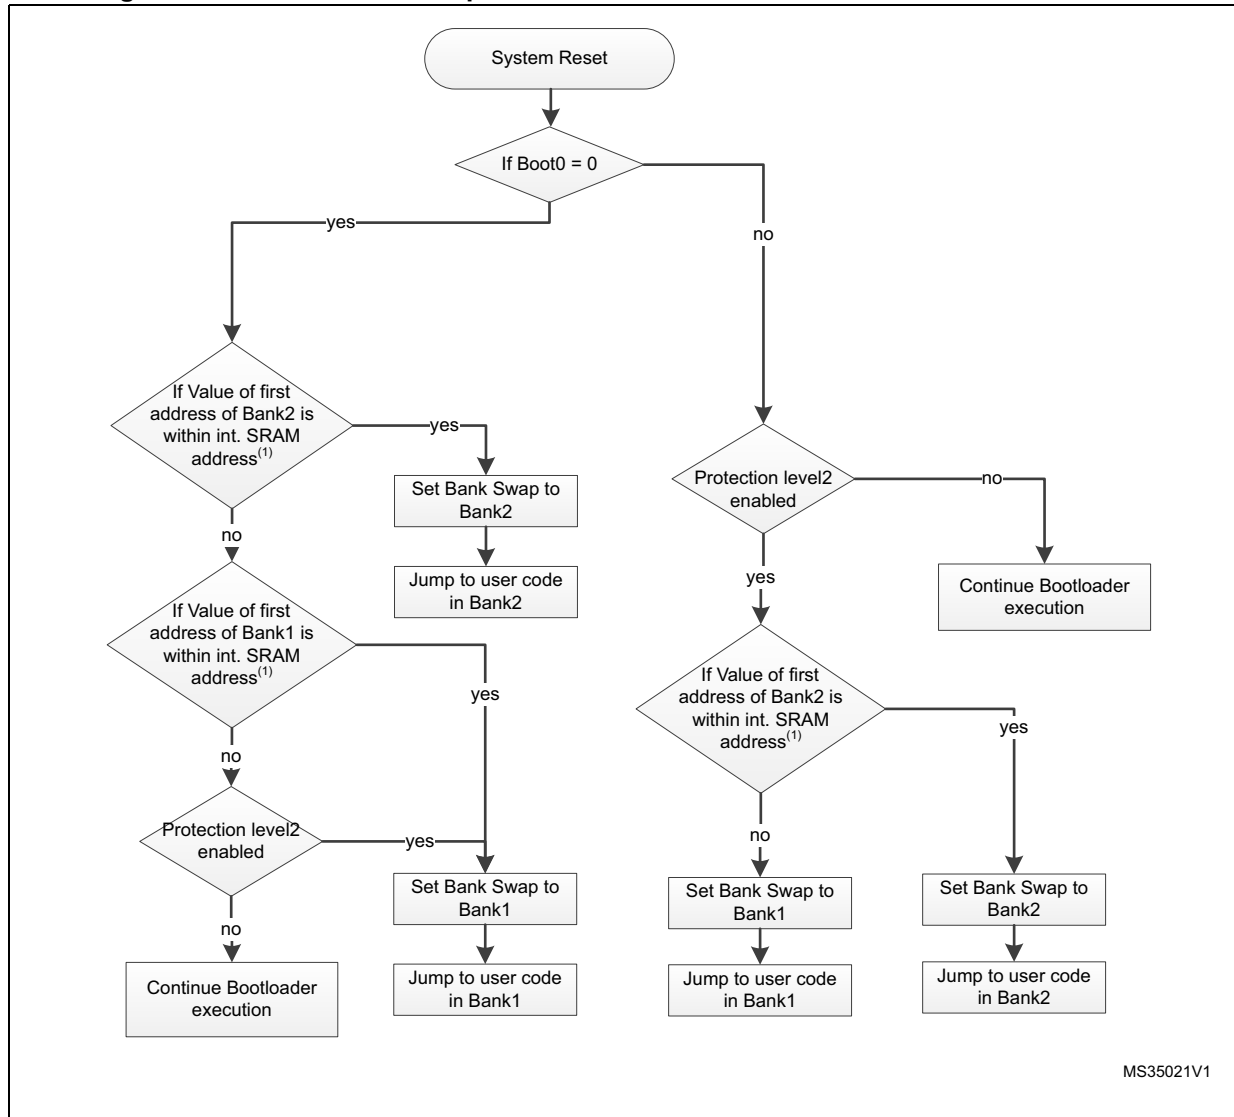 System Reset
If Boot0 = 0
yes
no
If Value of first
address of Bank2 is
within int. SRAM
address(1)
yes
Set Bank Swap to
Bank2
Jump to user code
in Bank2
no
If Value of first
address of Bank1 is
within int. SRAM
address(1)
yes
no
Protection level2
enabled
yes
no
Continue Bootloader
execution
Set Bank Swap to
Bank1
Jump to user code
in Bank1
Protection level2
enabled
no
Continue Bootloader
execution
yes
If Value of first
address of Bank2 is
within int. SRAM
address(1)
yes
no
Set Bank Swap to
Bank1
Jump to user code
in Bank1
Set Bank Swap to
Bank2
Jump to user code
in Bank2
MS35021V1